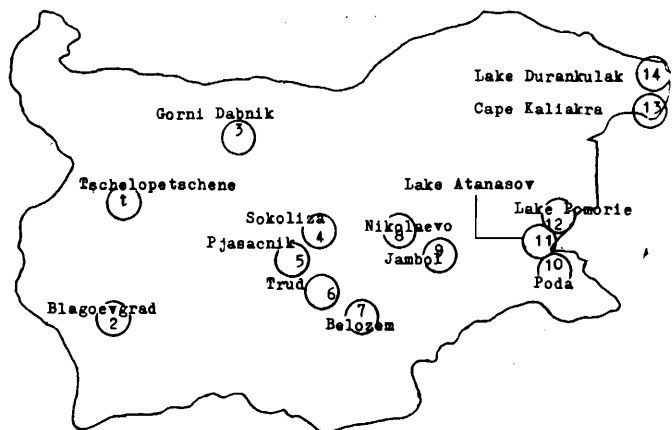 Lake Durankulak 14
Cape Kaliakra 13
Gorni Dabnik
3
Tschelopetschene
t
Lake Atanasov
Lake Pomorie
12
Sokoliza
4
Nikolaevo
8
Pjasacnik
5
Jambol
9
11
10
Poda
Trud 6
Blagoevgrad
2
7
Belozem